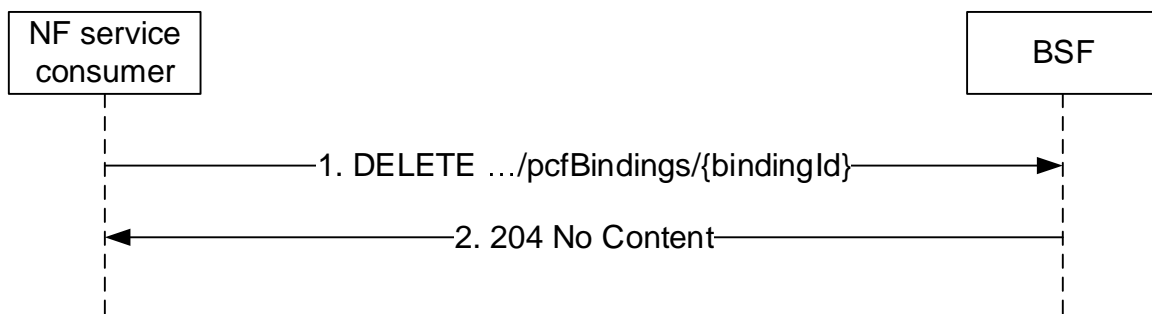 NF service
consumer
BSF
1. DELETE …/pcfBindings/{bindingId}
2. 204 No Content